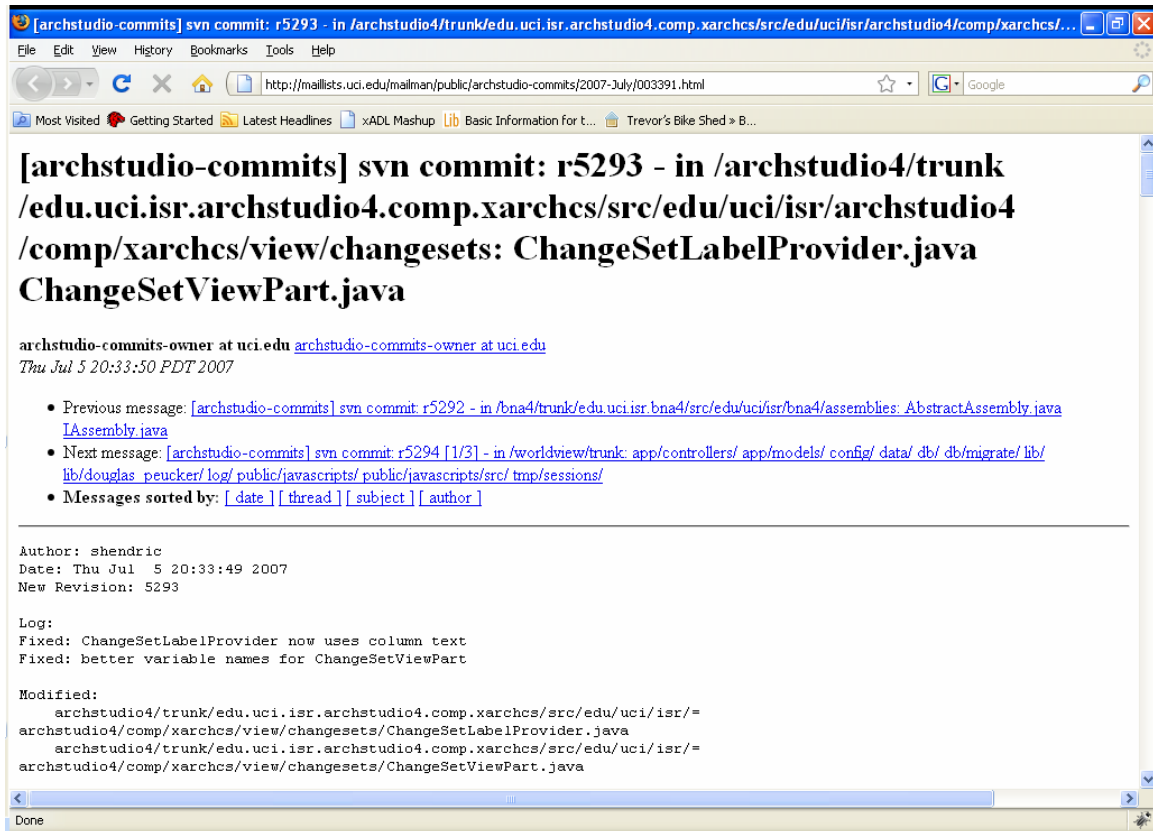 [archstudio-commits] svn commit: r5293 - in /archstudio4/trunk/edu.uci.isr.archstudio4.comp.xarchcs/src/edu/uci/isr/archstudio4/comp/xarchcs/...
File Edit View History Bookmarks Tools Help
http://maillists.uci.edu/mailman/public/archstudio-commits/2007-July/003391.html
G Google
Most Visited Getting Started Latest Headlines xADL Mashup Lib Basic Information for t... Trevor's Bike Shed » B...
[archstudio-commits] svn commit: r5293 - in /archstudio4/trunk
/edu.uci.isr.archstudio4.comp.xarchcs/src/edu/uci/isr/archstudio4
/comp/xarchcs/view/changesets: ChangeSetLabelProvider.java
ChangeSetViewPart.java
archstudio-commits-owner at uci.edu archstudio-commits-owner at uci.edu
Thu Jul 5 20:33:50 PDT 2007
• Previous message: [archstudio-commits] svn commit: r5292 - in /bna4/trunk/edu.uci.isr.bna4/src/edu/uci/isr/bna4/assemblies: AbstractAssembly.java
IAssembly.java
• Next message: [archstudio-commits] svn commit: r5294 [1/3] - in /worldview/trunk: app/controllers/ app/models/ config/ data/ db/ db/migrate/ lib/
lib/douglas_peucker/ log/ public/javascripts/ public/javascripts/src/ tmp/sessions/
• Messages sorted by: [ date ] [ thread ] [ subject ] [ author ]
Author: shendric
Date: Thu Jul  5 20:33:49 2007
New Revision: 5293
Log:
Fixed: ChangeSetLabelProvider now uses column text
Fixed: better variable names for ChangeSetViewPart
Modified:
archstudio4/trunk/edu.uci.isr.archstudio4.comp.xarchcs/src/edu/uci/isr/=
archstudio4/comp/xarchcs/view/changesets/ChangeSetLabelProvider.java
archstudio4/trunk/edu.uci.isr.archstudio4.comp.xarchcs/src/edu/uci/isr/=
archstudio4/comp/xarchcs/view/changesets/ChangeSetViewPart.java
Done